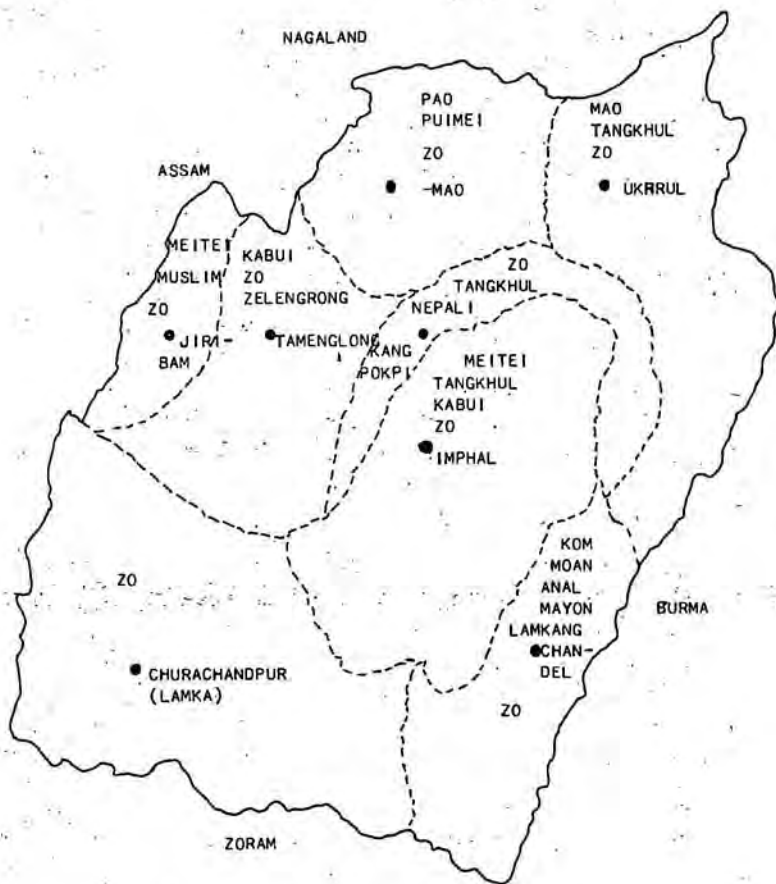 NAGALAND
PAO
PUIMEI
ZO
-MAO
MAO
TANGKHUL
ZO
UKRRUL
ASSAM
MEITEI
MUSLIM
ZO
JIRI-
BAM
KABUI
ZO
ZELENGRONG
TAMENGLONG
ZO
TANGKHUL
NEPALI
KANG
POKPI
MEITEI
TANGKHUL
KABUI
ZO
IMPHAL
KOM
MOAN
ANAL
MAYON
LAMKANG
CHAN-
DEL
ZO
BURMA
ZO
CHURACHANDPUR
(LAMKA)
ZORAM